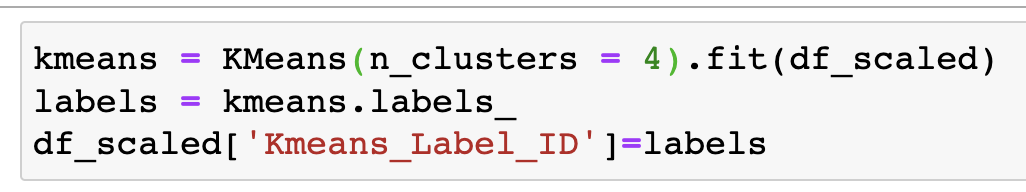 kmeans = KMeans(n_clusters = 4).fit(df_scaled)
labels = kmeans.labels_
df_scaled['Kmeans_Label_ID']=labels